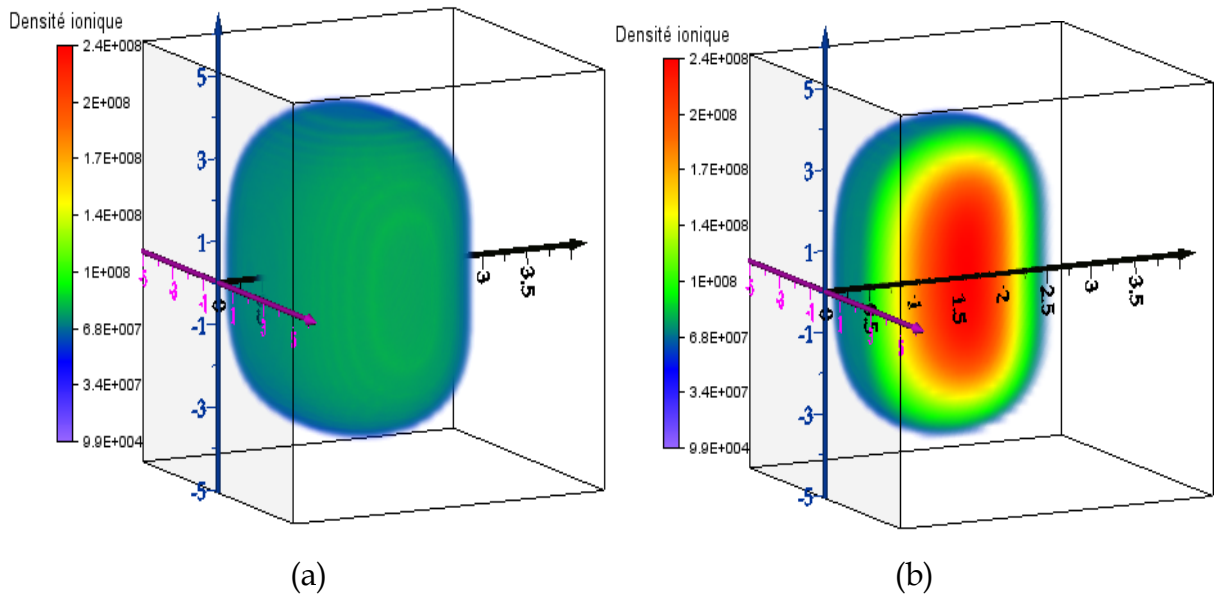 Densité ionique
2.4E+008
2E+008
1.7E+008
1.4E+008
1E+008
6.8E+007
3.4E+007
9.9E+004
5
3
1
-1
-3
-5
0
3
3.5
(a)
Densité ionique
2.4E+008
2E+008
1.7E+008
1.4E+008
1E+008
6.8E+007
3.4E+007
9.9E+004
5
3
1
-1
-3
-5
0
1
1.5
2
2.5
3
3.5
(b)